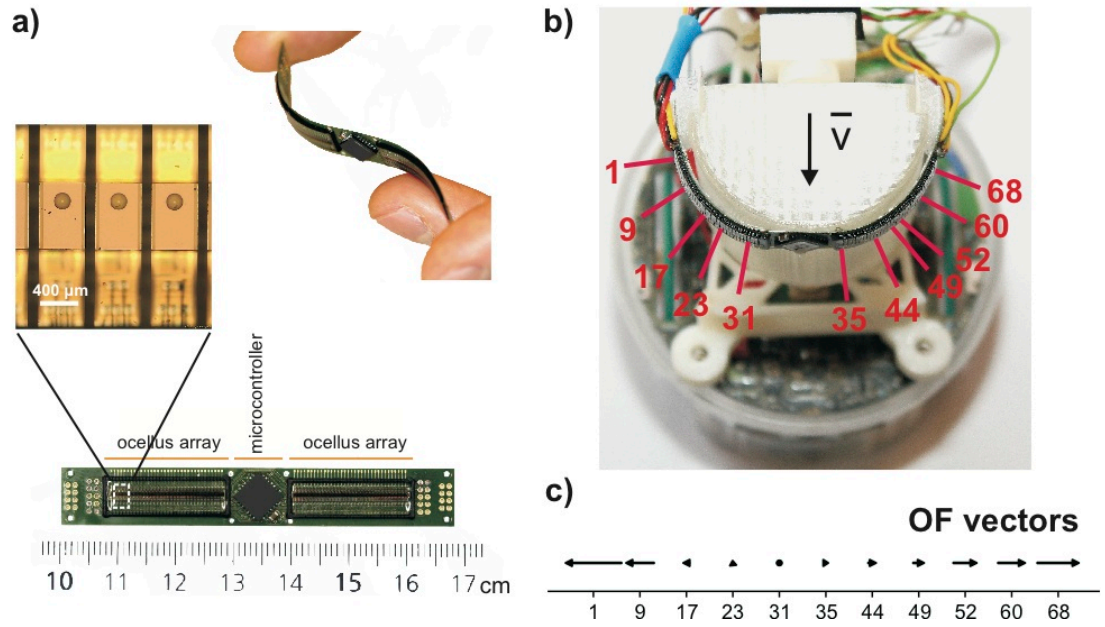 a)
400 µm
ocellus array
microcontroller
ocellus array
10 11 12 13 14 15 16 17 cm
b)
V
1
9
17
23
31
35
44
49
52
60
68
c)
OF vectors
1 9 17 23 31 35 44 49 52 60 68